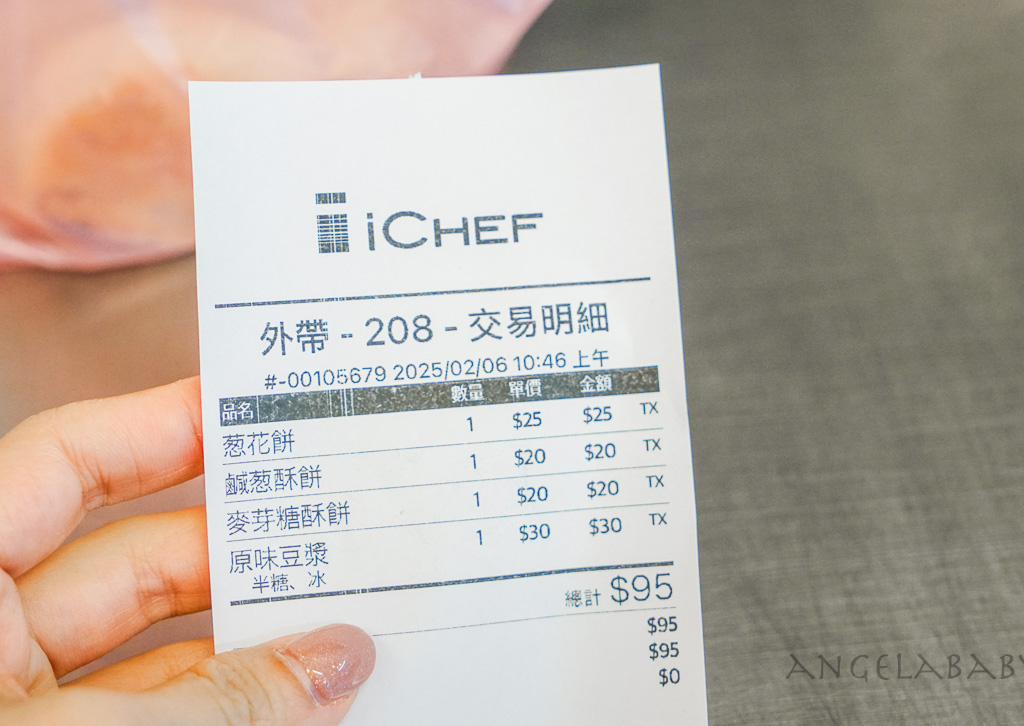 iCHEF
外帶 - 208 - 交易明細
#-00105679 2025/02/06 10:46 上午
品名 數量 單價 金額
葱花餅 1 $25 $25 TX
鹹葱酥餅 1 $20 $20 TX
麥芽糖酥餅 1 $20 $20 TX
原味豆漿 1 $30 $30 TX
半糖、冰
總計 $95
$95
$95
$0
ANGELABABY